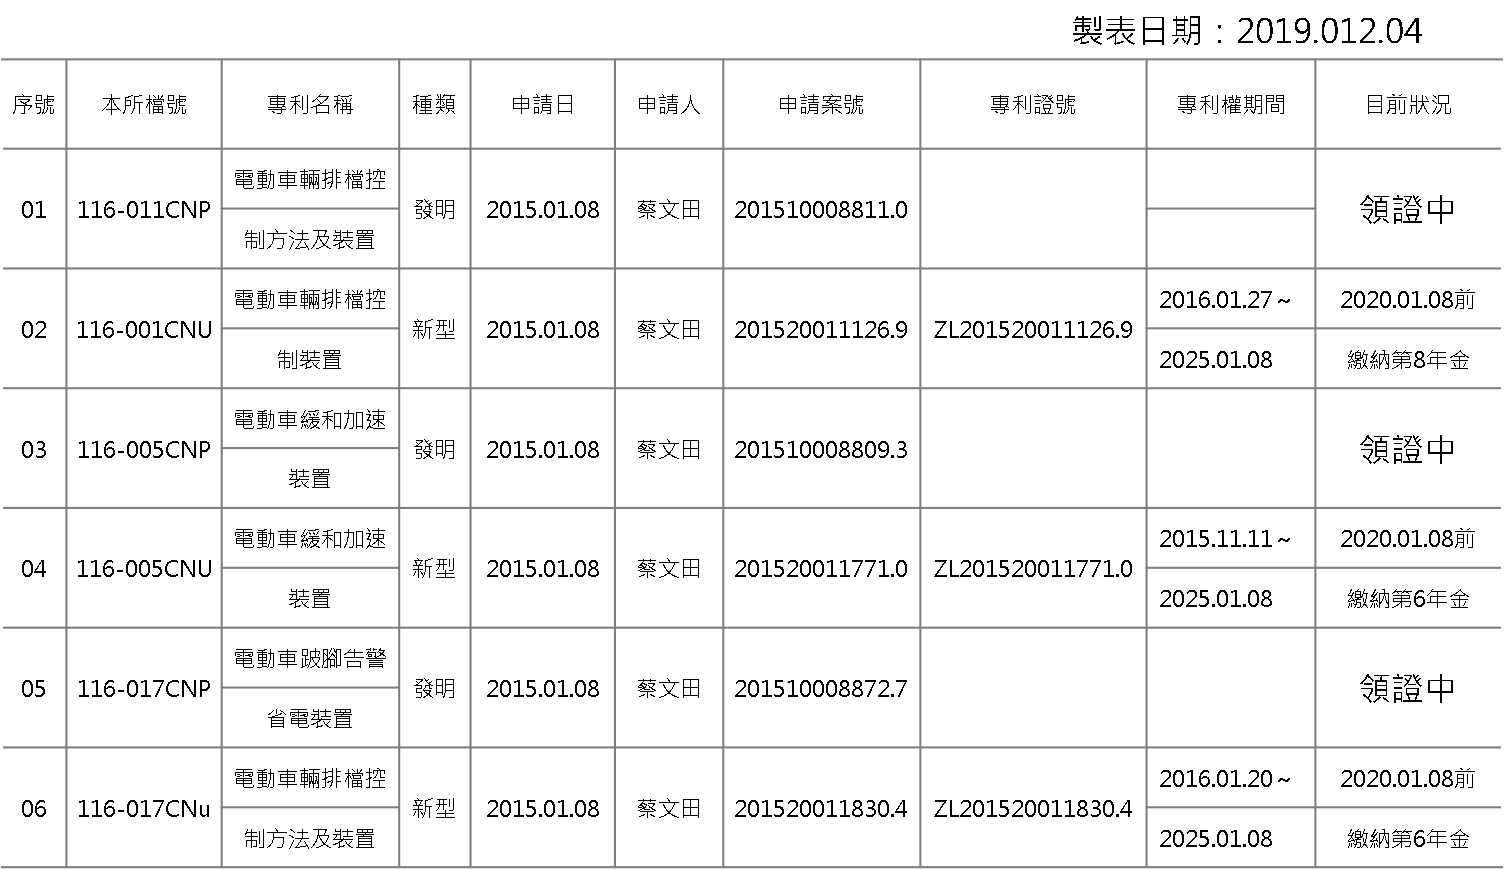 製表日期：2019.012.04
序號 本所檔號 專利名稱 種類 申請日 申請人 申請案號 專利證號 專利權期間 目前狀況
電動車輛排檔控
01 116-011CNP 發明 2015.01.08 蔡文田 201510008811.0 領證中
制方法及裝置
電動車輛排檔控 2016.01.27~ 2020.01.08前
02 116-001CNU 新型 2015.01.08 蔡文田 201520011126.9 ZL201520011126.9
制裝置 2025.01.08 繳納第8年金
電動車緩和加速
03 116-005CNP 發明 2015.01.08 蔡文田 201510008809.3 領證中
裝置
電動車緩和加速 2015.11.11~ 2020.01.08前
04 116-005CNU 新型 2015.01.08 蔡文田 201520011771.0 ZL201520011771.0
裝置 2025.01.08 繳納第6年金
電動車跛腳告警
05 116-017CNP 發明 2015.01.08 蔡文田 201510008872.7 領證中
省電裝置
電動車輛排檔控 2016.01.20~ 2020.01.08前
06 116-017CNu 新型 2015.01.08 蔡文田 201520011830.4 ZL201520011830.4
制方法及裝置 2025.01.08 繳納第6年金